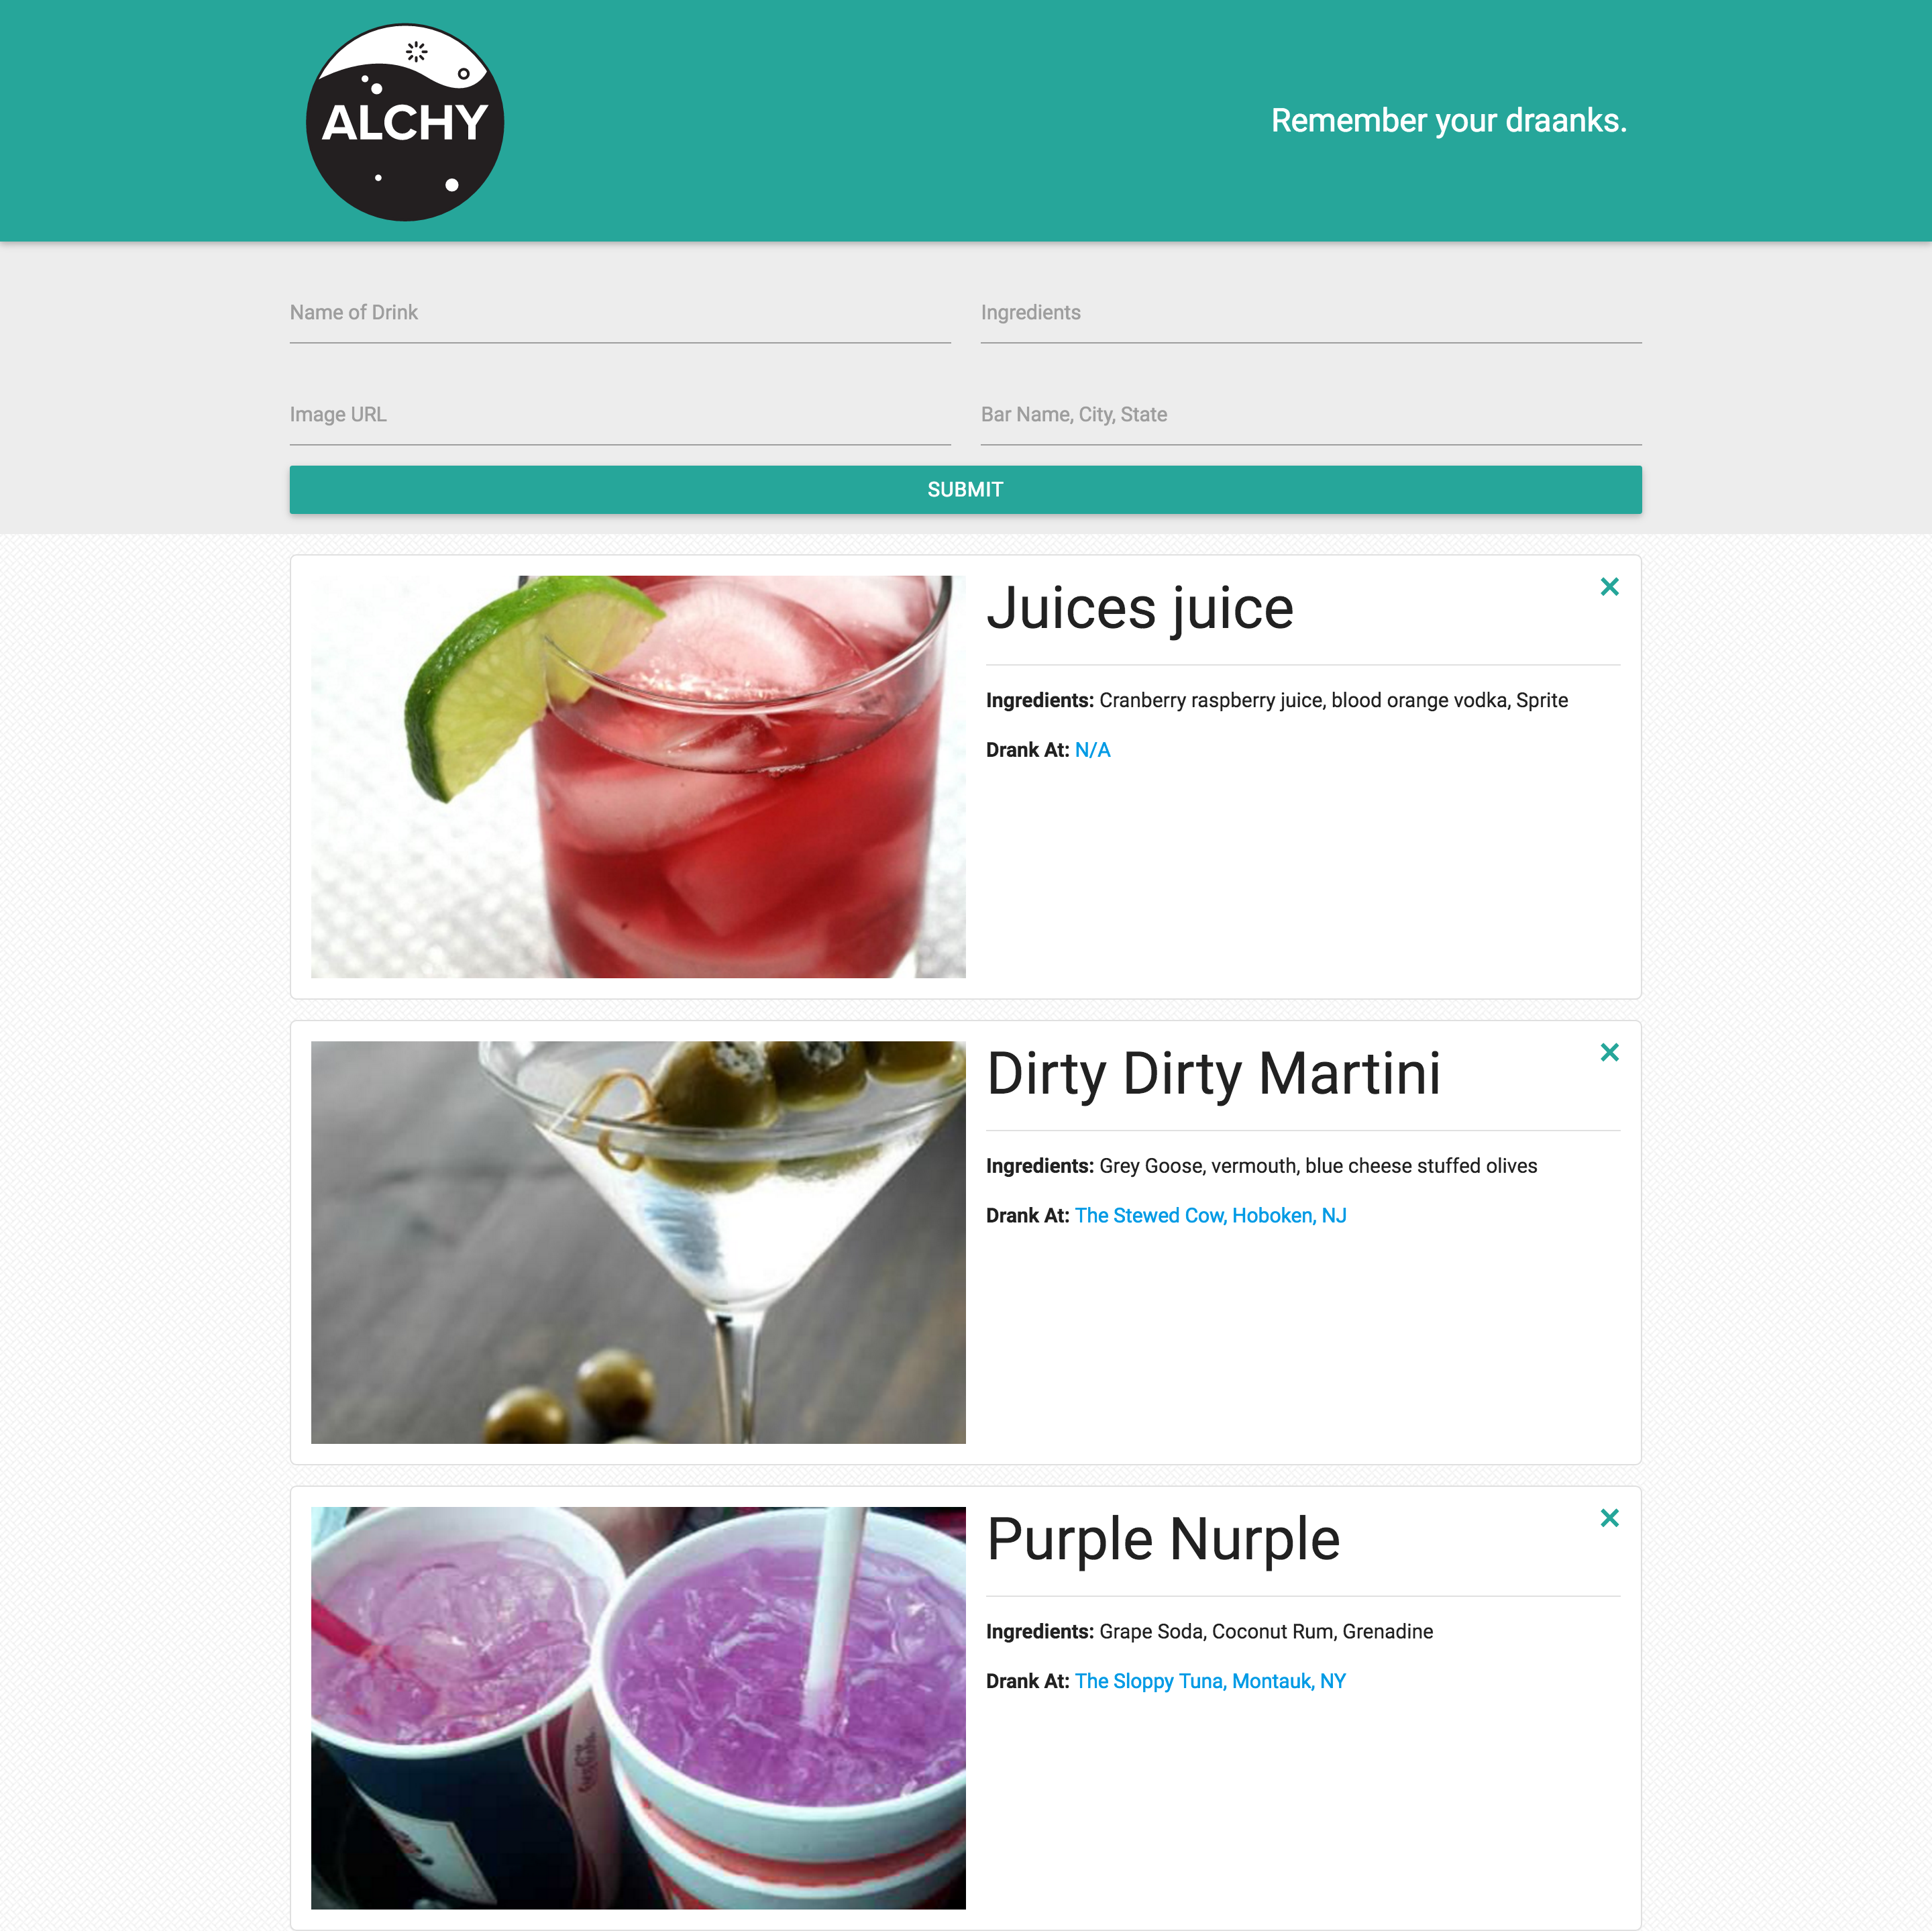 ALCHY
Remember your draanks.
Name of Drink
Ingredients
Image URL
Bar Name, City, State
SUBMIT
Juices juice
Ingredients: Cranberry raspberry juice, blood orange vodka, Sprite
Drank At: N/A
Dirty Dirty Martini
Ingredients: Grey Goose, vermouth, blue cheese stuffed olives
Drank At: The Stewed Cow, Hoboken, NJ
Purple Nurple
Ingredients: Grape Soda, Coconut Rum, Grenadine
Drank At: The Sloppy Tuna, Montauk, NY